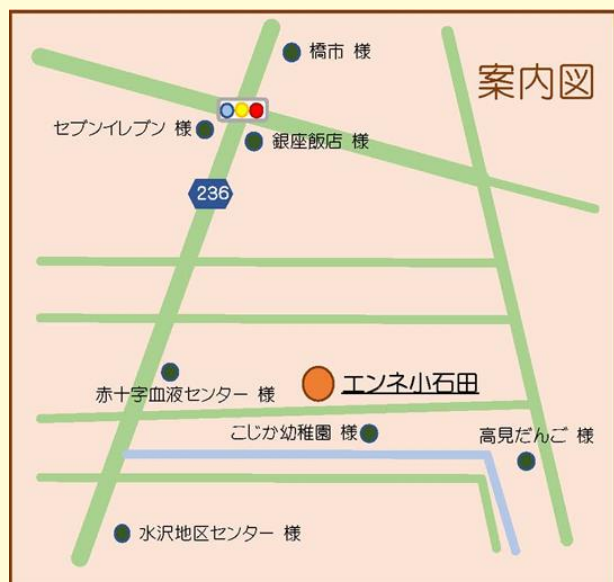 橋市 様
案内図
セブンイレブン 様
銀座飯店 様
236
エンネ小石田
赤十字血液センター 様
こじか幼稚園 様
高見だんご 様
水沢地区センター 様